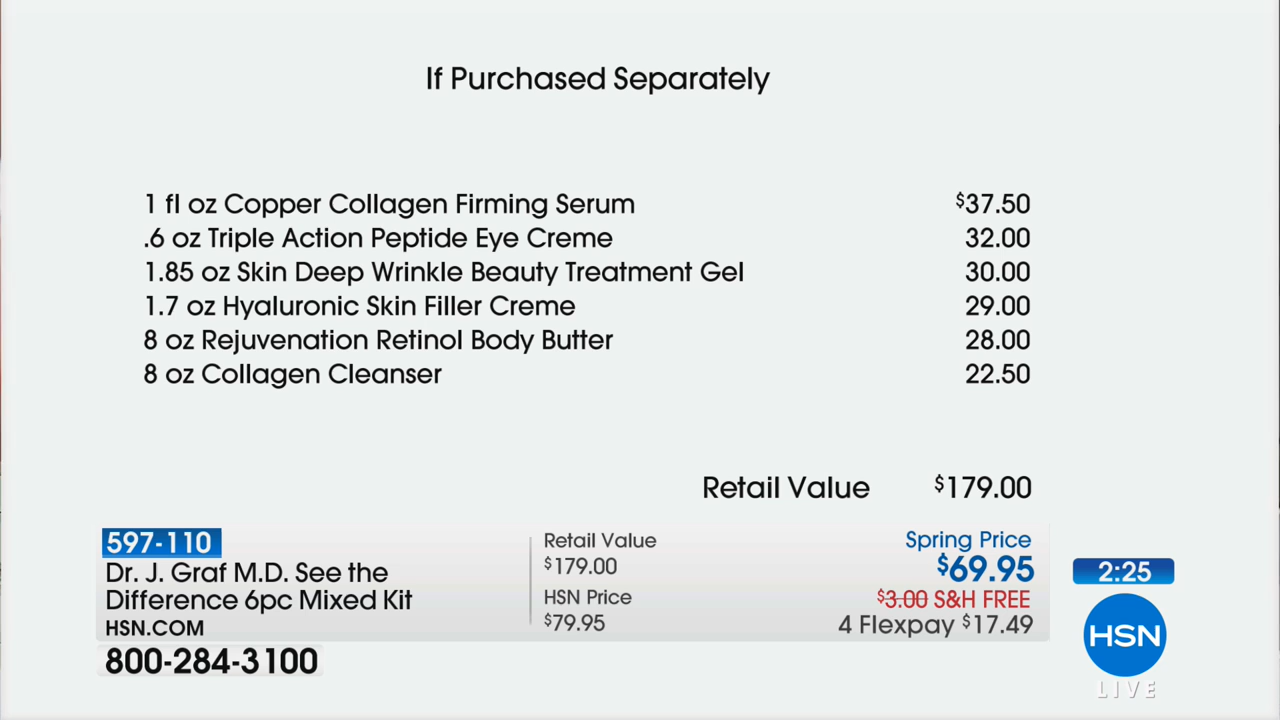 If Purchased Separately
1 fl oz Copper Collagen Firming Serum $37.50
.6 oz Triple Action Peptide Eye Creme 32.00
1.85 oz Skin Deep Wrinkle Beauty Treatment Gel 30.00
1.7 oz Hyaluronic Skin Filler Creme 29.00
8 oz Rejuvenation Retinol Body Butter 28.00
8 oz Collagen Cleanser 22.50
Retail Value $179.00
597-110
Dr. J. Graf M.D. See the
Difference 6pc Mixed Kit
HSN.COM
800-284-3100
Retail Value
$179.00
HSN Price
$79.95
Spring Price
$69.95
$3.00 S&H FREE
4 Flexpay $17.49
2:25
HSN
LIVE